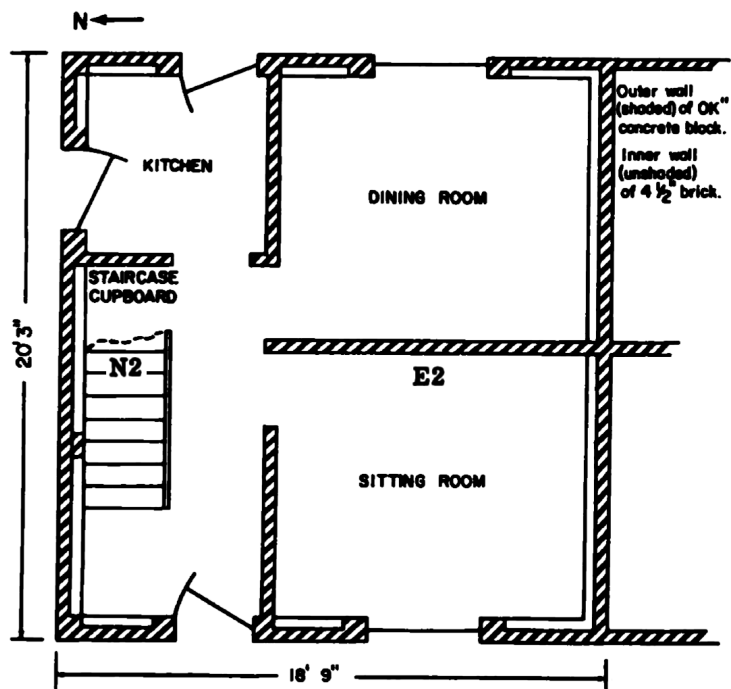 N
Outer wall
(shaded) of OK"
concrete block.
Inner wall
(unshaded)
of 4 ½" brick.
KITCHEN
DINING ROOM
STAIRCASE
CUPBOARD
20' 3"
N2
E2
SITTING ROOM
18' 9"